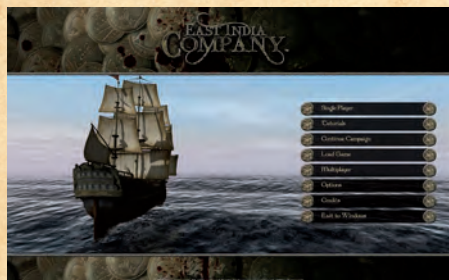 EAST INDIA
COMPANY
Single Player
Tutorials
Continue Campaign
Load Game
Multiplayer
Options
Credits
Exit to Windows